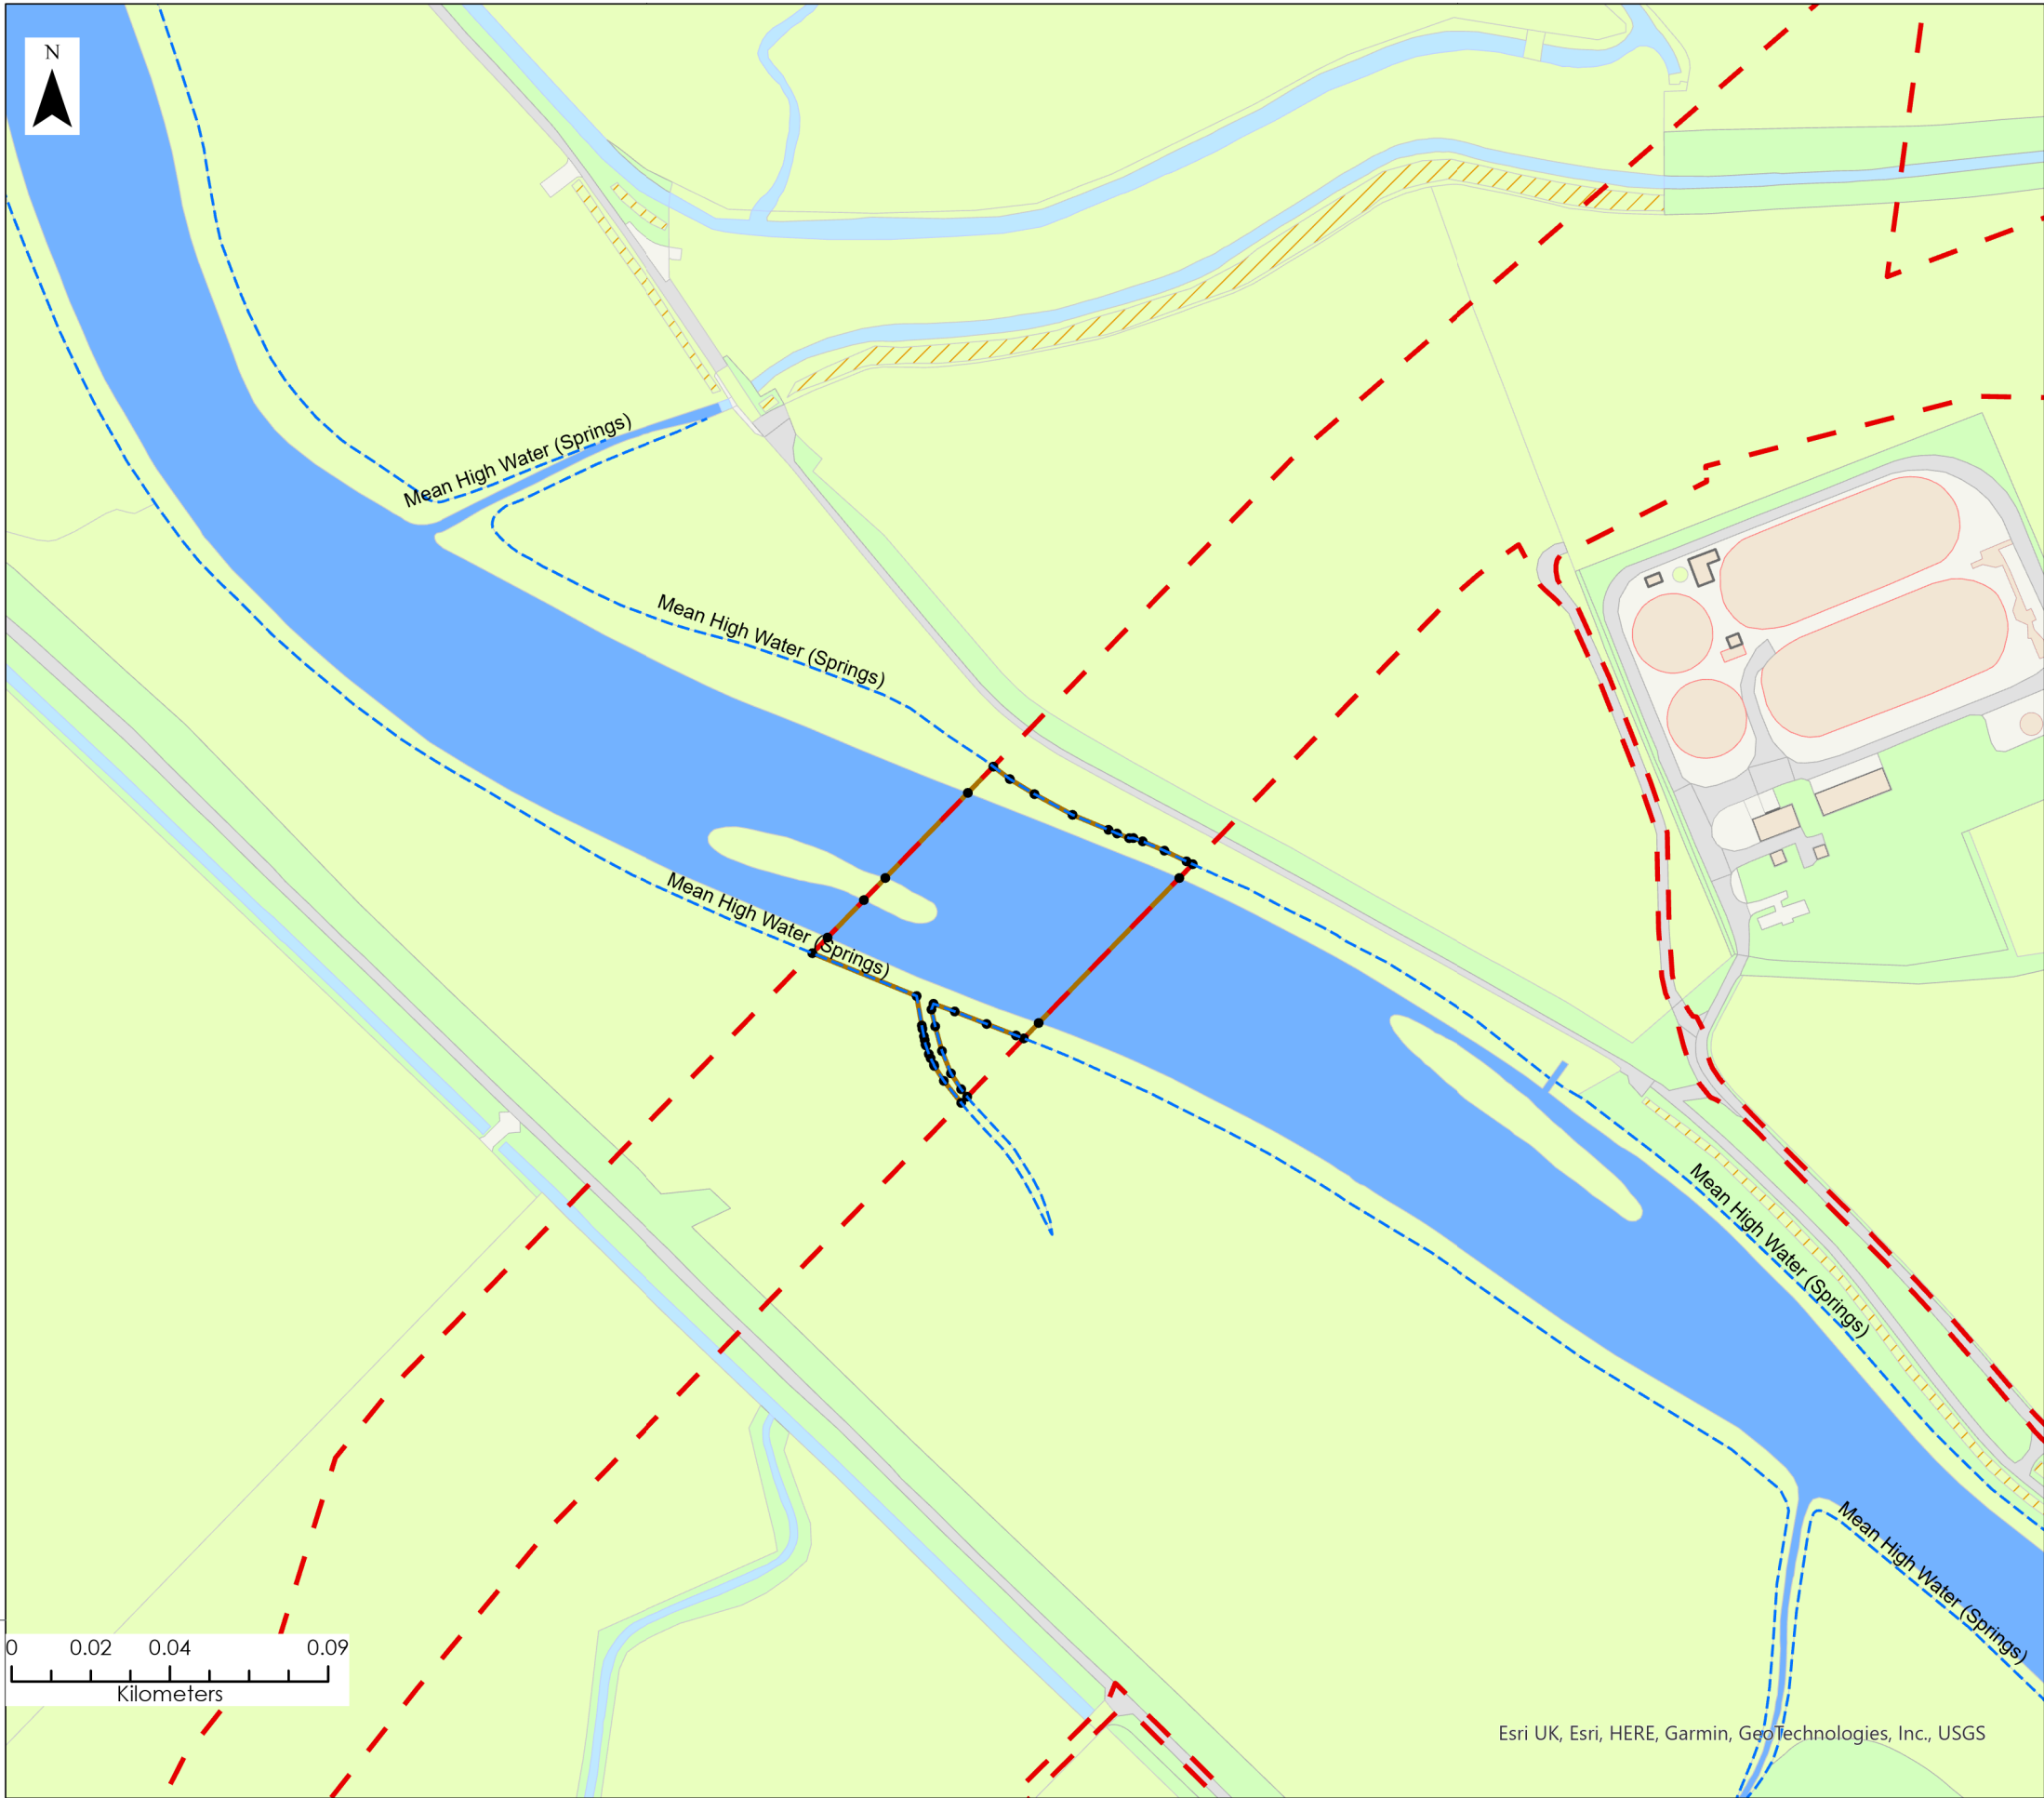 N
Mean High Water (Springs)
Mean High Water (Springs)
Mean High Water (Springs)
Mean High Water (Springs)
Mean High Water (Springs)
0 0.02 0.04 0.09
Kilometers
Esri UK, Esri, HERE, Garmin, GeoTechnologies, Inc., USGS